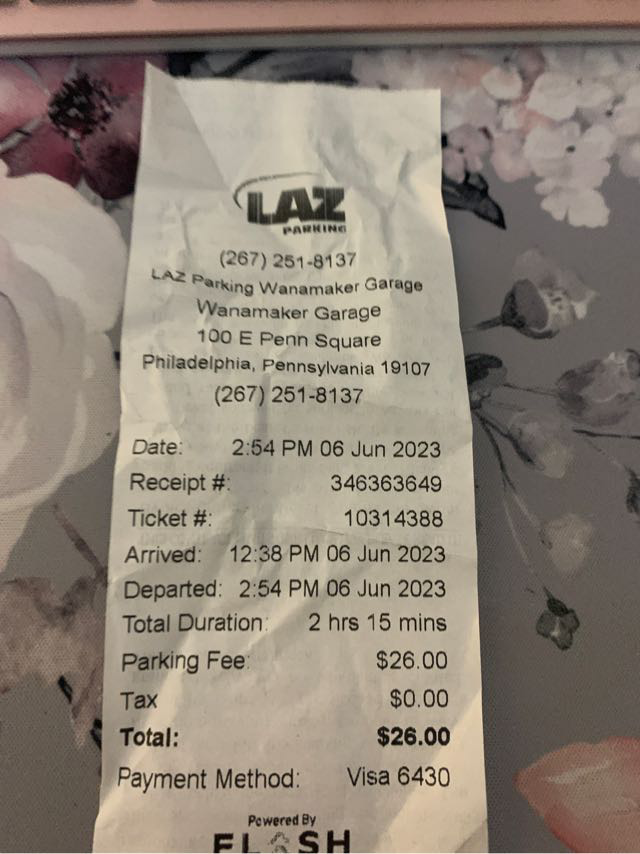 LAZ
PARKING
(267) 251-8137
LAZ Parking Wanamaker Garage
Wanamaker Garage
100 E Penn Square
Philadelphia, Pennsylvania 19107
(267) 251-8137
Date: 2:54 PM 06 Jun 2023
Receipt #: 346363649
Ticket #: 10314388
Arrived: 12:38 PM 06 Jun 2023
Departed: 2:54 PM 06 Jun 2023
Total Duration: 2 hrs 15 mins
Parking Fee: $26.00
Tax $0.00
Total: $26.00
Payment Method: Visa 6430
Powered By
FLASH